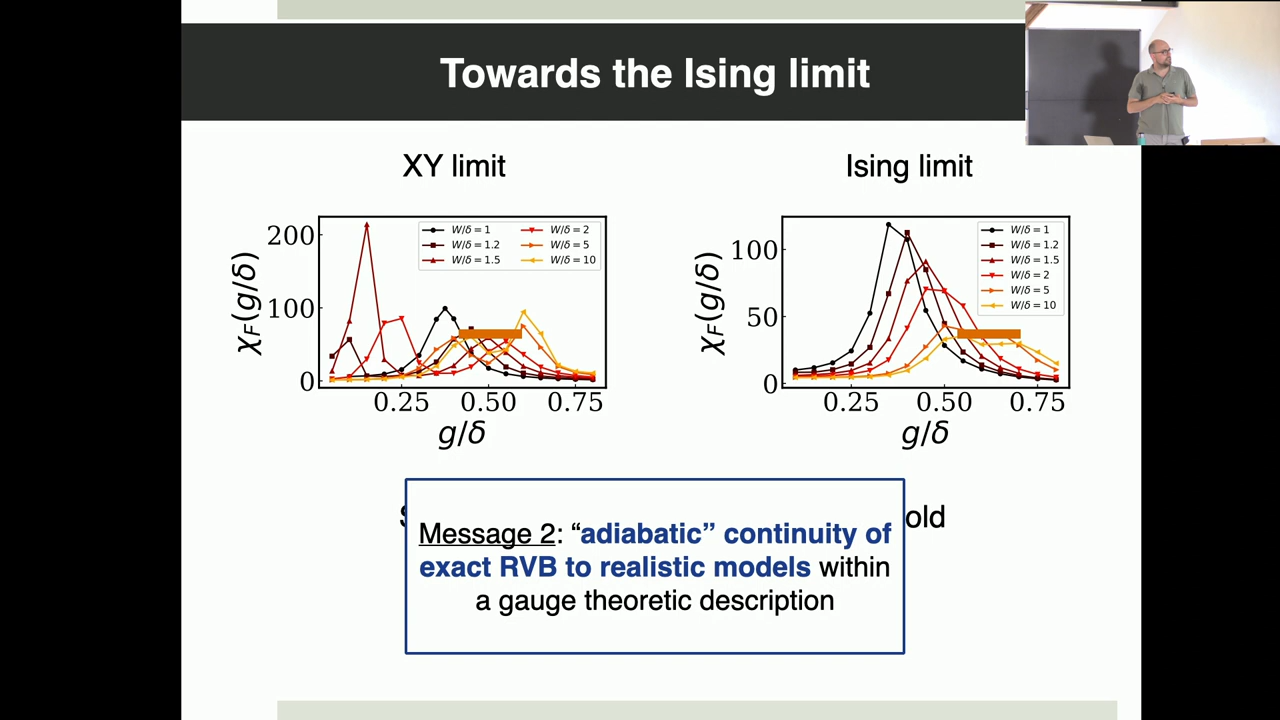 Towards the Ising limit
XY limit
Ising limit
χF(g/δ)
200
100
0
0.25 0.50 0.75
g/δ
W/δ = 1
W/δ = 1.2
W/δ = 1.5
W/δ = 2
W/δ = 5
W/δ = 10
χF(g/δ)
100
50
0
0.25 0.50 0.75
g/δ
W/δ = 1
W/δ = 1.2
W/δ = 1.5
W/δ = 2
W/δ = 5
W/δ = 10
old
Message 2: “adiabatic” continuity of
exact RVB to realistic models within
a gauge theoretic description